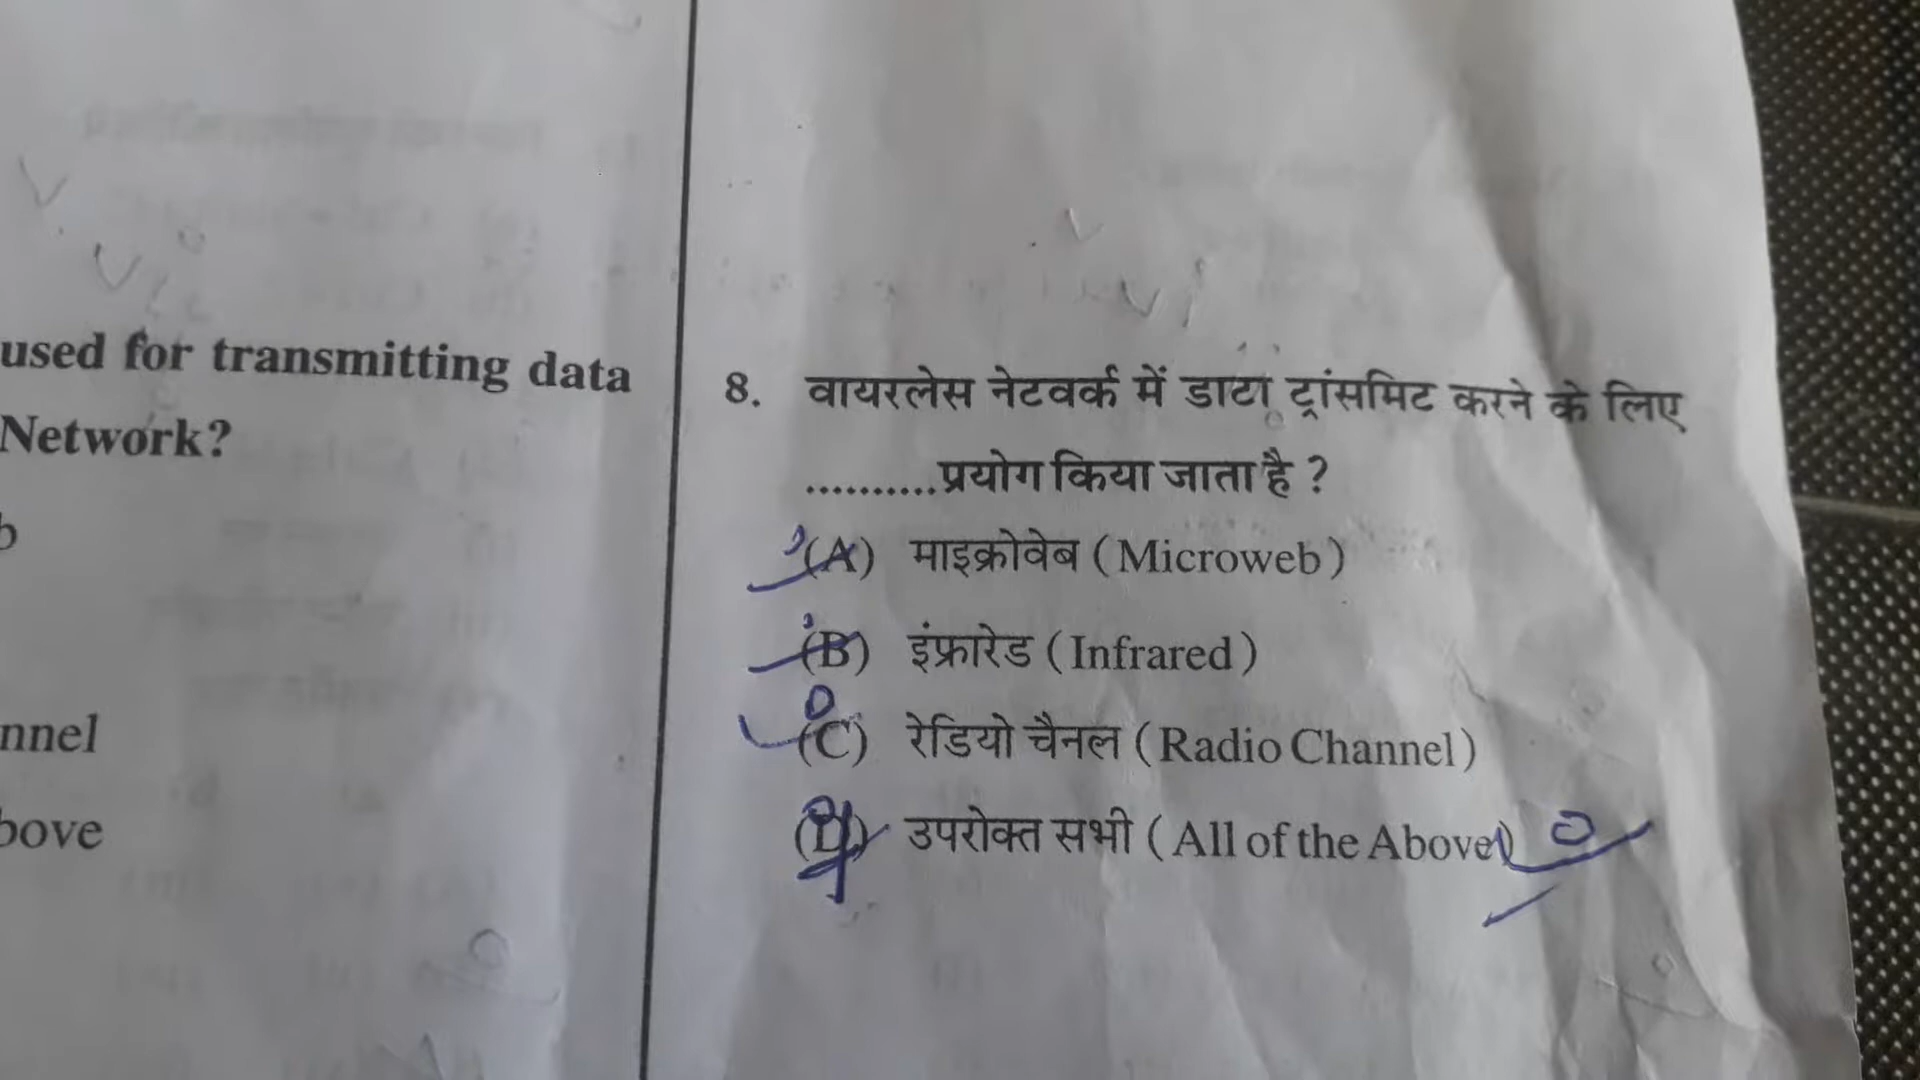 used for transmitting data
Network?
nnel
bove
8. वायरलेस नेटवर्क में डाटा ट्रांसमिट करने के लिए
..........प्रयोग किया जाता है ?
(A) माइक्रोवेब (Microweb)
(B) इंफ्रारेड (Infrared)
(C) रेडियो चैनल (Radio Channel)
(D) उपरोक्त सभी (All of the Above)